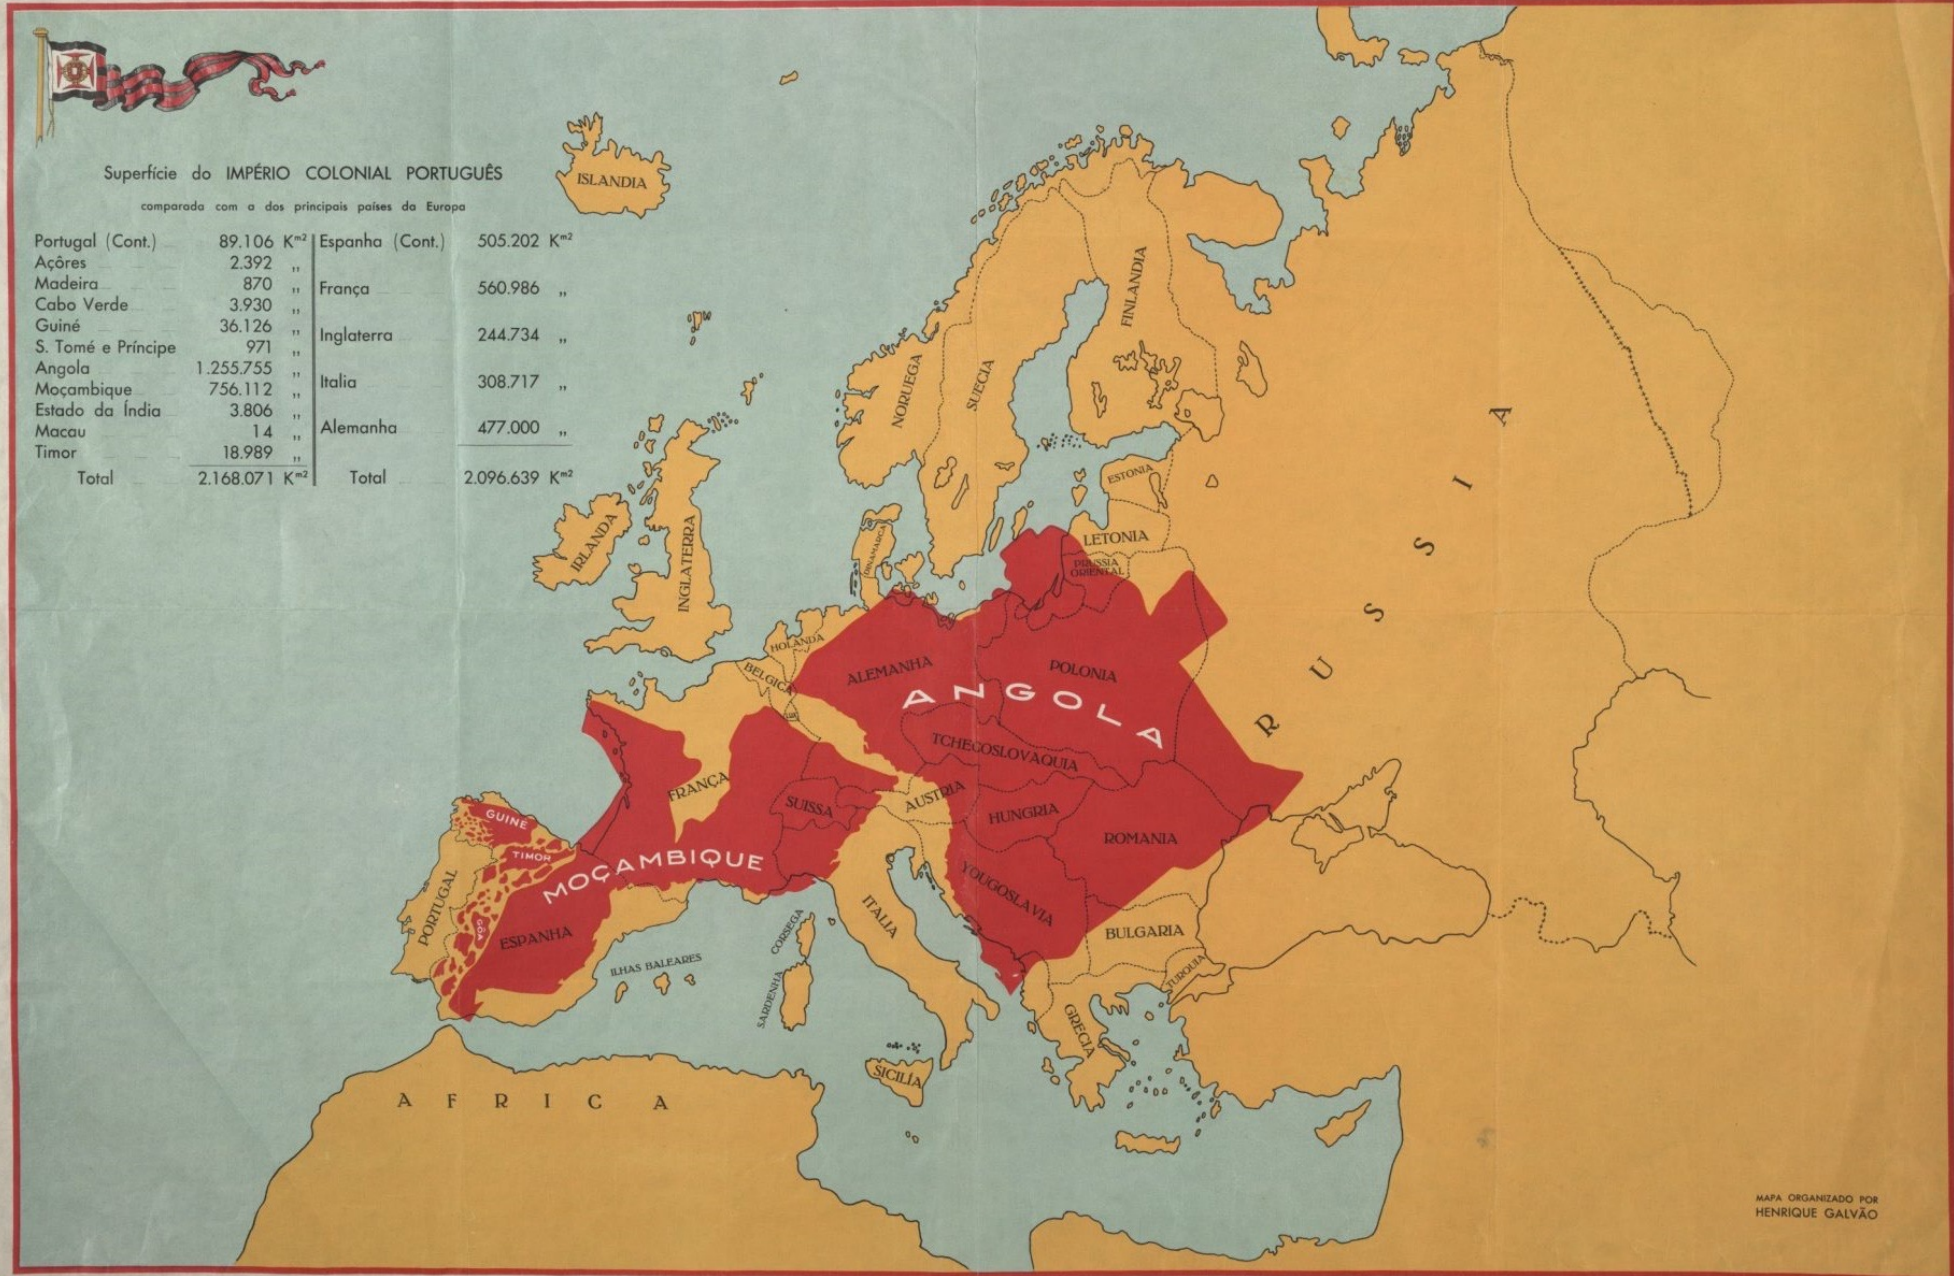 Superfície do IMPÉRIO COLONIAL PORTUGUÊS
comparada com a dos principais países da Europa
Portugal (Cont.) 89.106 Km²
Açôres 2.392 „
Madeira 870 „
Cabo Verde 3.930 „
Guiné 36.126 „
S. Tomé e Príncipe 971 „
Angola 1.255.755 „
Moçambique 756.112 „
Estado da Índia 3.806 „
Macau 14 „
Timor 18.989 „
Total 2.168.071 Km²
Espanha (Cont.) 505.202 Km²
França 560.986 „
Inglaterra 244.734 „
Italia 308.717 „
Alemanha 477.000 „
Total 2.096.639 Km²
ISLANDIA
NORUEGA
SUECIA
FINLANDIA
ESTONIA
LETONIA
PRUSSIA
ORIENTAL
DINAMARCA
IRLANDA
INGLATERRA
HOLANDA
BELGICA
ALEMANHA
POLONIA
ANGOLA
TCHECOSLOVAQUIA
RUSSIA
FRANÇA
SUISSA
AUSTRIA
HUNGRIA
ROMANIA
YOUGOSLAVIA
BULGARIA
TURQUIA
GRECIA
ITALIA
GUINÉ
TIMOR
MOÇAMBIQUE
PORTUGAL
GÔA
ESPANHA
ILHAS BALEARES
CORSEGA
SARDENHA
SICILÍA
AFRICA
MAPA ORGANIZADO POR
HENRIQUE GALVÃO